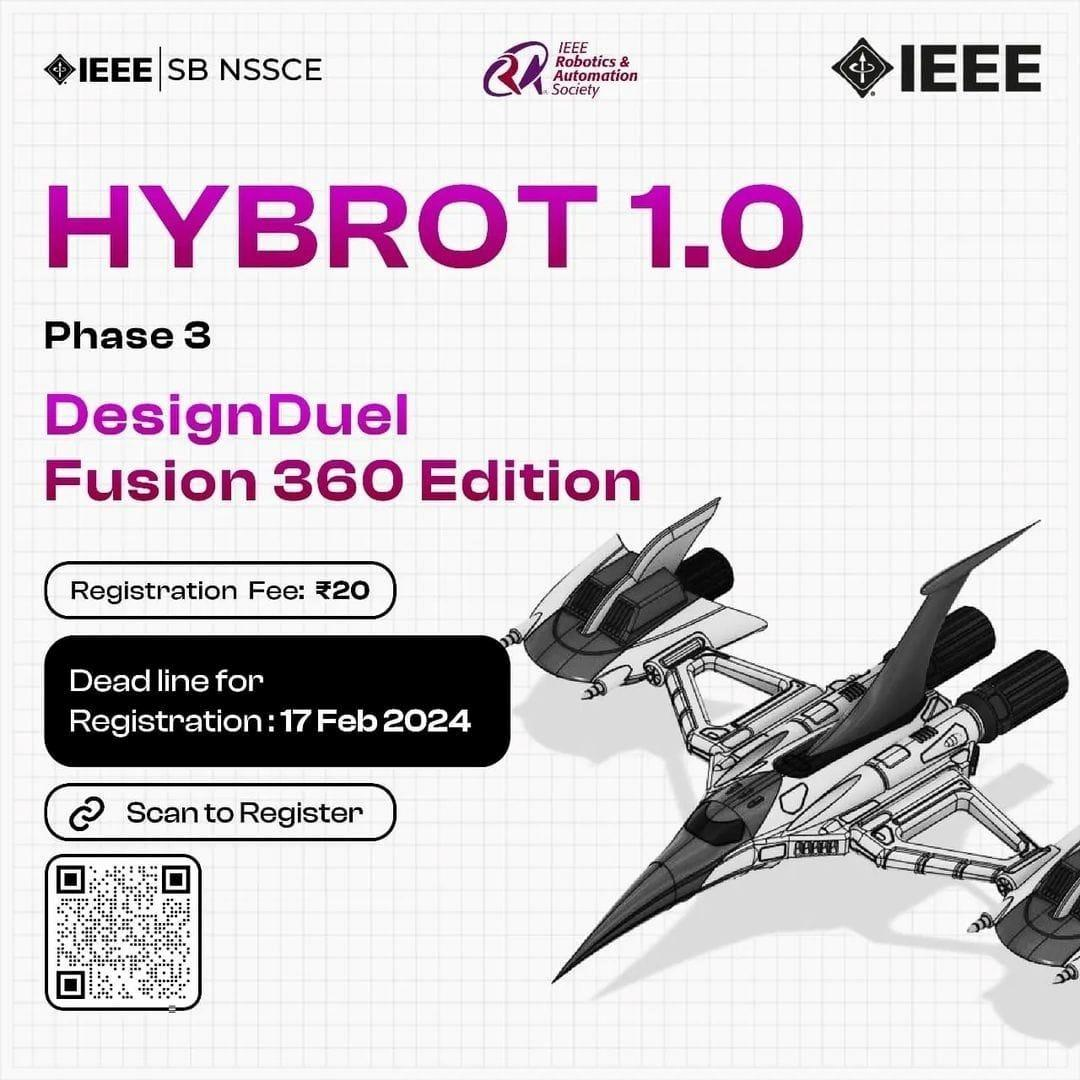 IEEE | SB NSSCE
IEEE
Robotics &
Automation
Society
IEEE
HYBROT 1.0
Phase 3
DesignDuel
Fusion 360 Edition
Registration Fee: ₹20
Dead line for
Registration : 17 Feb 2024
Scan to Register